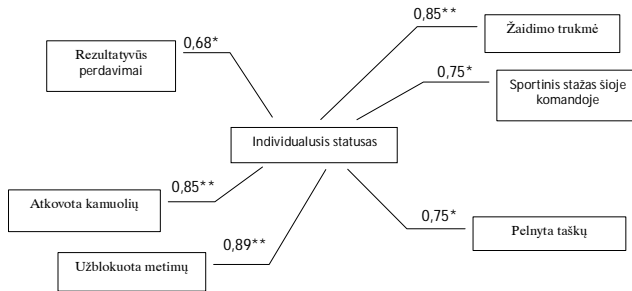 0,85**
Žaidimo trukmė
0,68*
Rezultatyvūs
perdavimai
0,75*
Sportinis stažas šioje
komandoje
Individualusis statusas
0,85**
Atkovota kamuolių
0,75*
Pelnyta taškų
0,89**
Užblokuota metimų